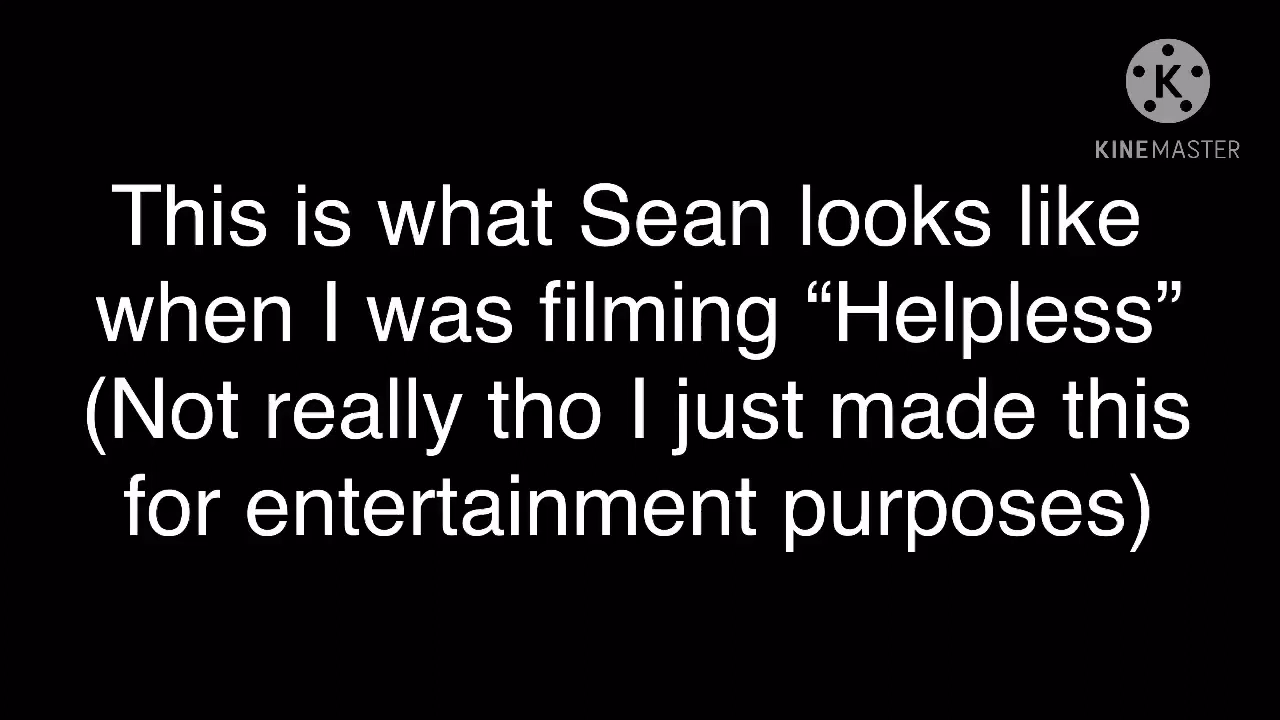 K
KINEMASTER
This is what Sean looks like
when I was filming “Helpless”
(Not really tho I just made this
for entertainment purposes)